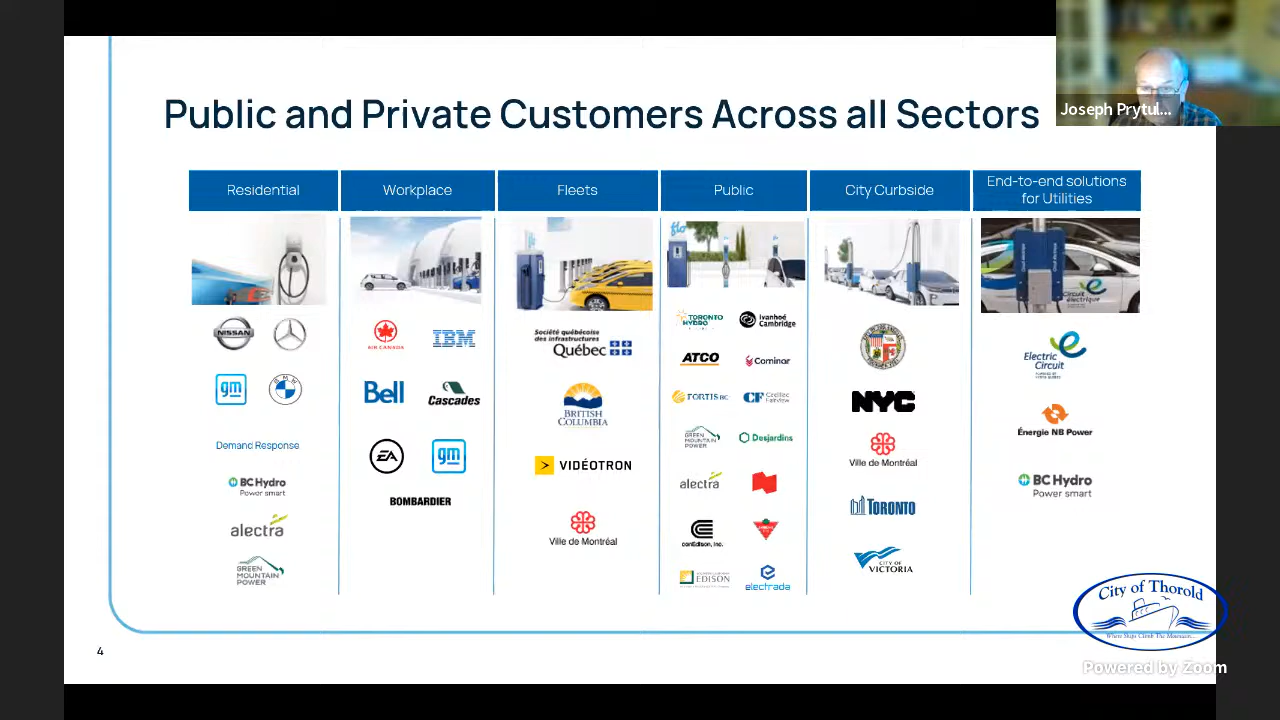 Public and Private Customers Across all Sectors
Joseph Prytul...
Residential
Workplace
Fleets
Public
City Curbside
End-to-end solutions
for Utilities
NISSAN
gm
BMW
Demand Response
BC Hydro
Power smart
alectra
GREEN
MOUNTAIN
POWER
AIR CANADA
IBM
Bell
Cascades
EA
gm
BOMBARDIER
Société québécoise
des infrastructures
Québec
BRITISH
COLUMBIA
VIDÉOTRON
Ville de Montréal
flo
TORONTO
HYDRO
Ivanhoé
Cambridge
ATCO
Cominar
FORTIS BC
CF Cadillac
Fairview
GREEN
MOUNTAIN
POWER
Desjardins
alectra
conEdison, inc.
EDISON
electrada
NYC
Ville de Montréal
TORONTO
CITY OF
VICTORIA
Circuit
électrique
Electric
Circuit
Énergie NB Power
BC Hydro
Power smart
City of Thorold
Where Ships Climb The Mountain...
Powered by Zoom
4